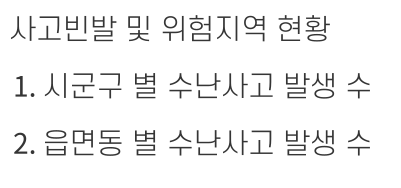 사고빈발 및 위험지역 현황
1. 시군구 별 수난사고 발생 수
2. 읍면동 별 수난사고 발생 수